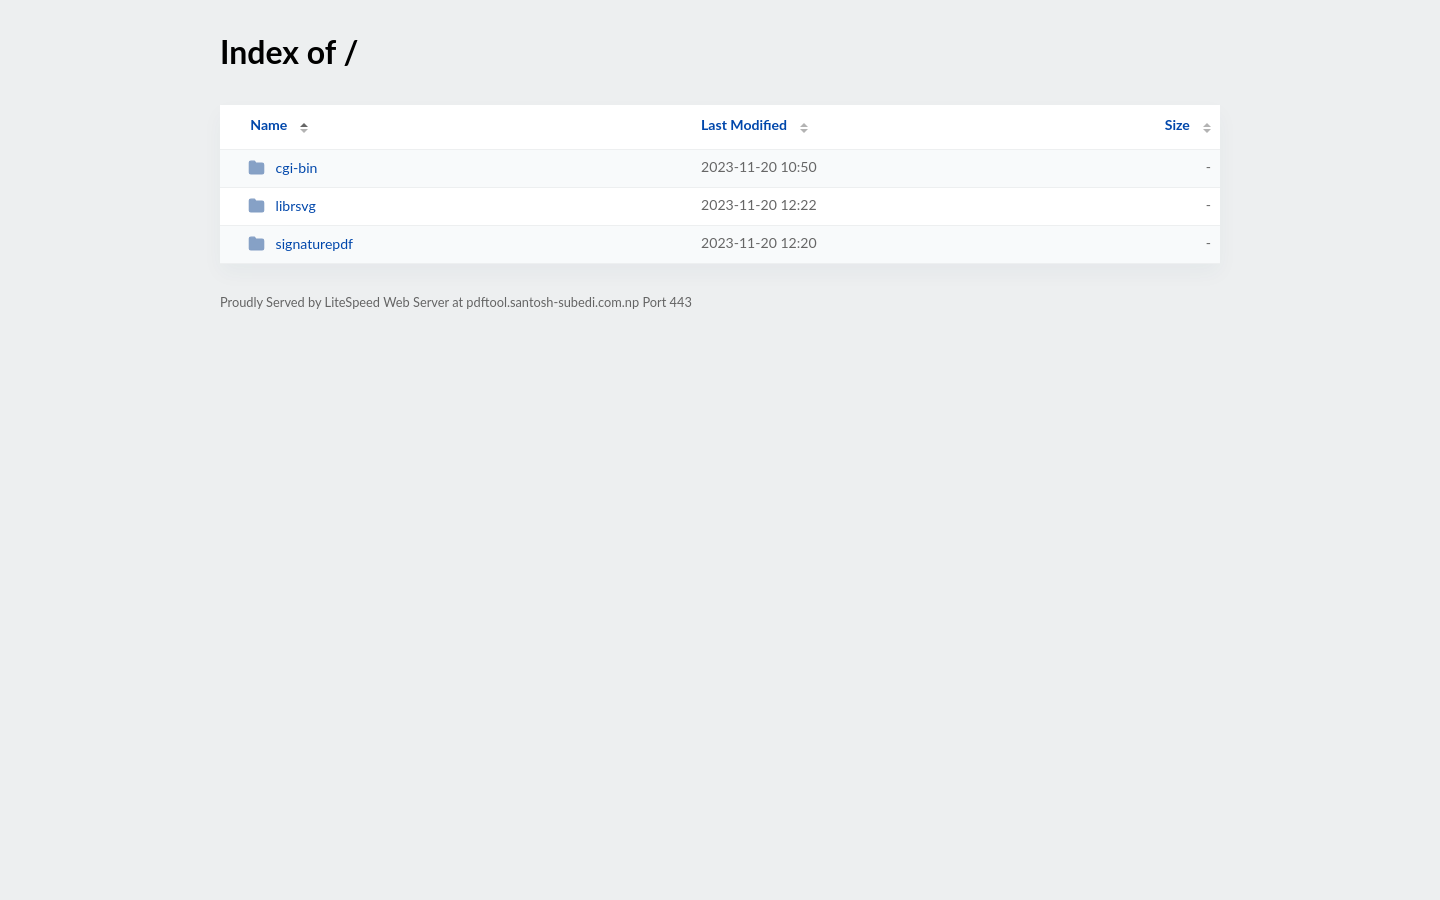 Index of /
Name Last Modified Size
cgi-bin 2023-11-20 10:50 -
librsvg 2023-11-20 12:22 -
signaturepdf 2023-11-20 12:20 -
Proudly Served by LiteSpeed Web Server at pdftool.santosh-subedi.com.np Port 443